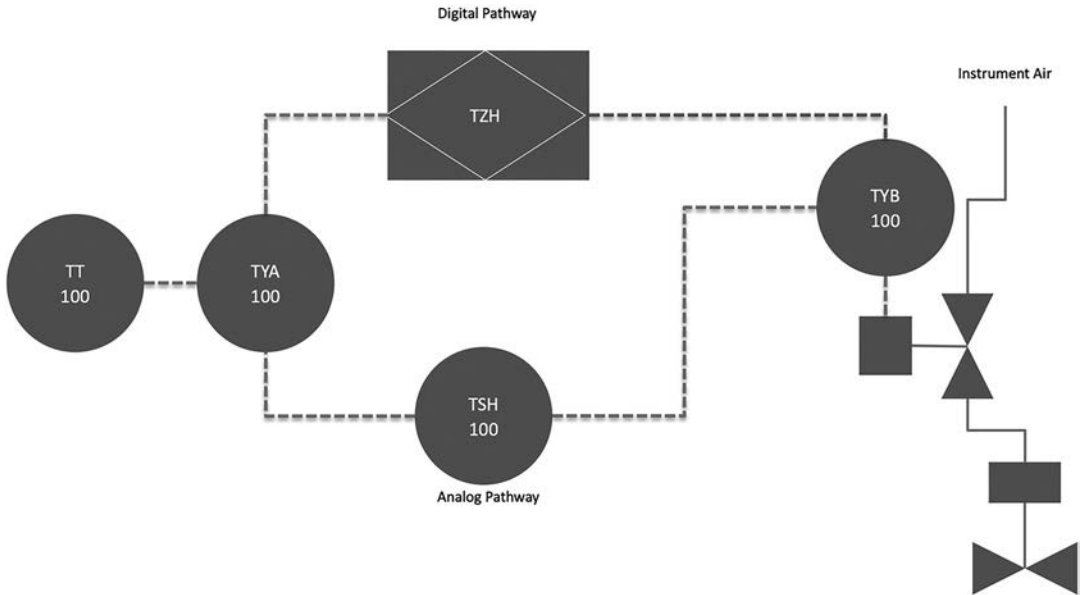 Digital Pathway
Instrument Air
TZH
TYB
100
TT
100
TYA
100
TSH
100
Analog Pathway